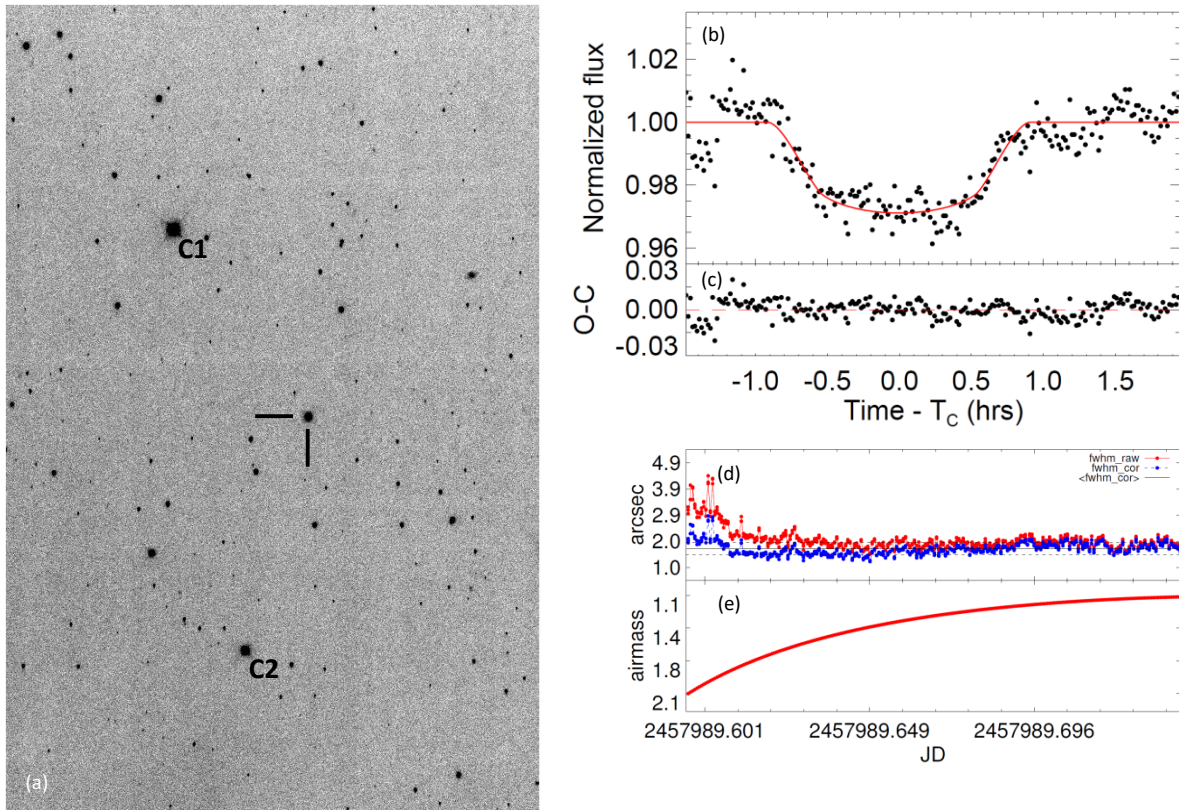 C1
C2
(a)
(b)
Normalized flux
1.02
1.00
0.98
0.96
(c)
O-C
0.03
0.00
-0.03
-1.0 -0.5 0.0 0.5 1.0 1.5
Time - T_C (hrs)
(d)
fwhm_raw
fwhm_cor
<fwhm_cor>
arcsec
4.9
3.9
2.9
2.0
1.0
(e)
airmass
1.1
1.4
1.8
2.1
2457989.601 2457989.649 2457989.696
JD